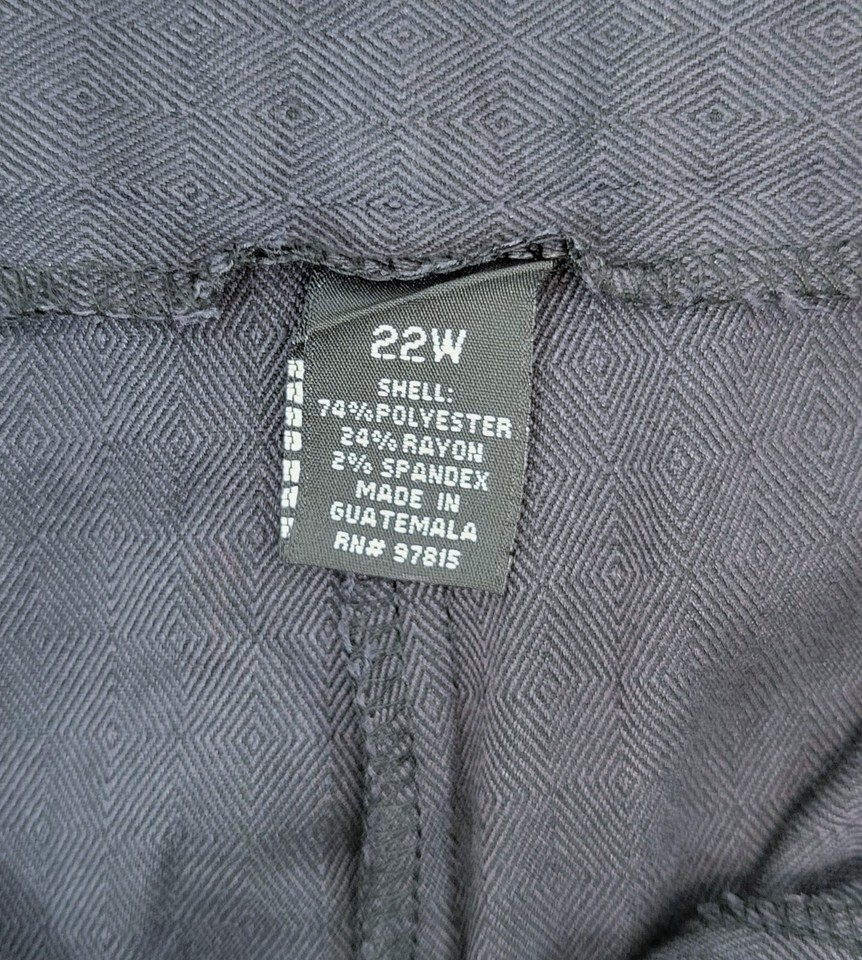 22W
SHELL:
74% POLYESTER
24% RAYON
2% SPANDEX
MADE IN
GUATEMALA
RN# 97815